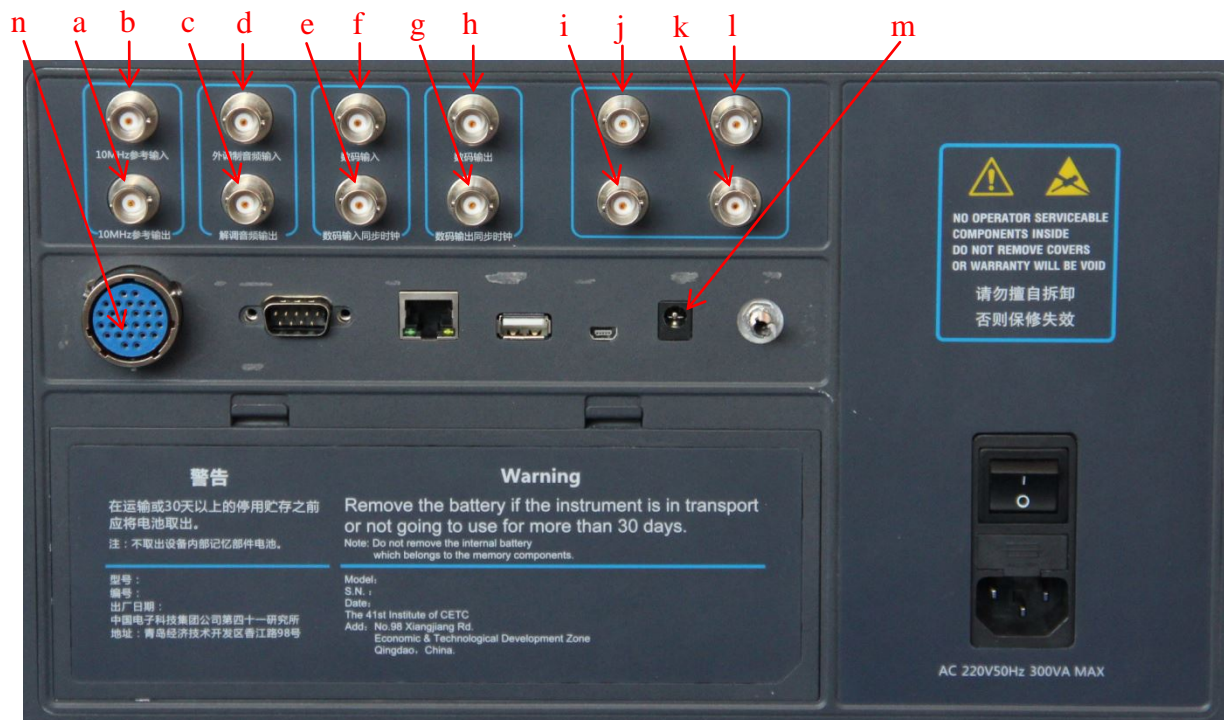 n a b c d e f g h i j k l m
10MHz参考输入 外调制音频输入 数码输入 数码输出
10MHz参考输出 解调音频输出 数码输入同步时钟 数码输出同步时钟
NO OPERATOR SERVICEABLE
COMPONENTS INSIDE
DO NOT REMOVE COVERS
OR WARRANTY WILL BE VOID
请勿擅自拆卸
否则保修失效
警告
在运输或30天以上的停用贮存之前
应将电池取出。
注：不取出设备内部记忆部件电池。
型号：
编号：
出厂日期：
中国电子科技集团公司第四十一研究所
地址：青岛经济技术开发区香江路98号
Warning
Remove the battery if the instrument is in transport
or not going to use for more than 30 days.
Note: Do not remove the internal battery
which belongs to the memory components.
Model:
S.N. :
Date:
The 41st Institute of CETC
Add: No.98 Xiangjiang Rd.
Economic & Technological Development Zone
Qingdao, China.
I
O
AC 220V50Hz 300VA MAX